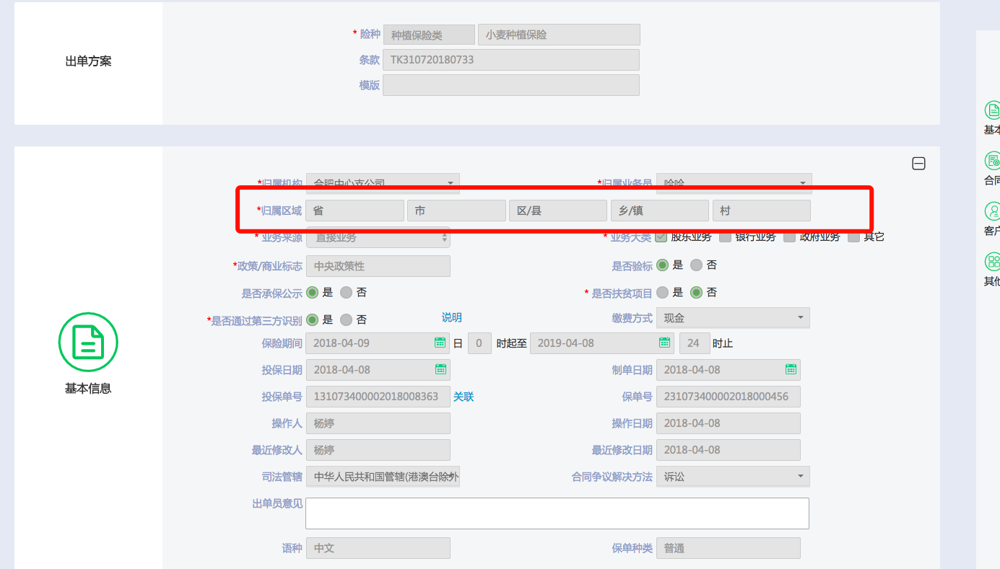 * 险种 种植保险类 小麦种植保险
出单方案
条款 TK310720180733
模版
*归属机构 合肥中心支公司 *归属业务员 哈哈
*归属区域 省 市 区/县 乡/镇 村
* 业务来源 直接业务 * 业务大类 股东业务 银行业务 政府业务 其它
*政策/商业标志 中央政策性 是否验标 是 否
是否承保公示 是 否 * 是否扶贫项目 是 否
*是否通过第三方识别 是 否 说明 缴费方式 现金
保险期间 2018-04-09 日 0 时起至 2019-04-08 24 时止
投保日期 2018-04-08 制单日期 2018-04-08
基本信息
投保单号 131073400002018008363 关联 保单号 231073400002018000456
操作人 杨婷 操作日期 2018-04-08
最近修改人 杨婷 最近修改日期 2018-04-08
司法管辖 中华人民共和国管辖(港澳台除外 合同争议解决方法 诉讼
出单员意见
语种 中文 保单种类 普通
基本
合同
客户
其他